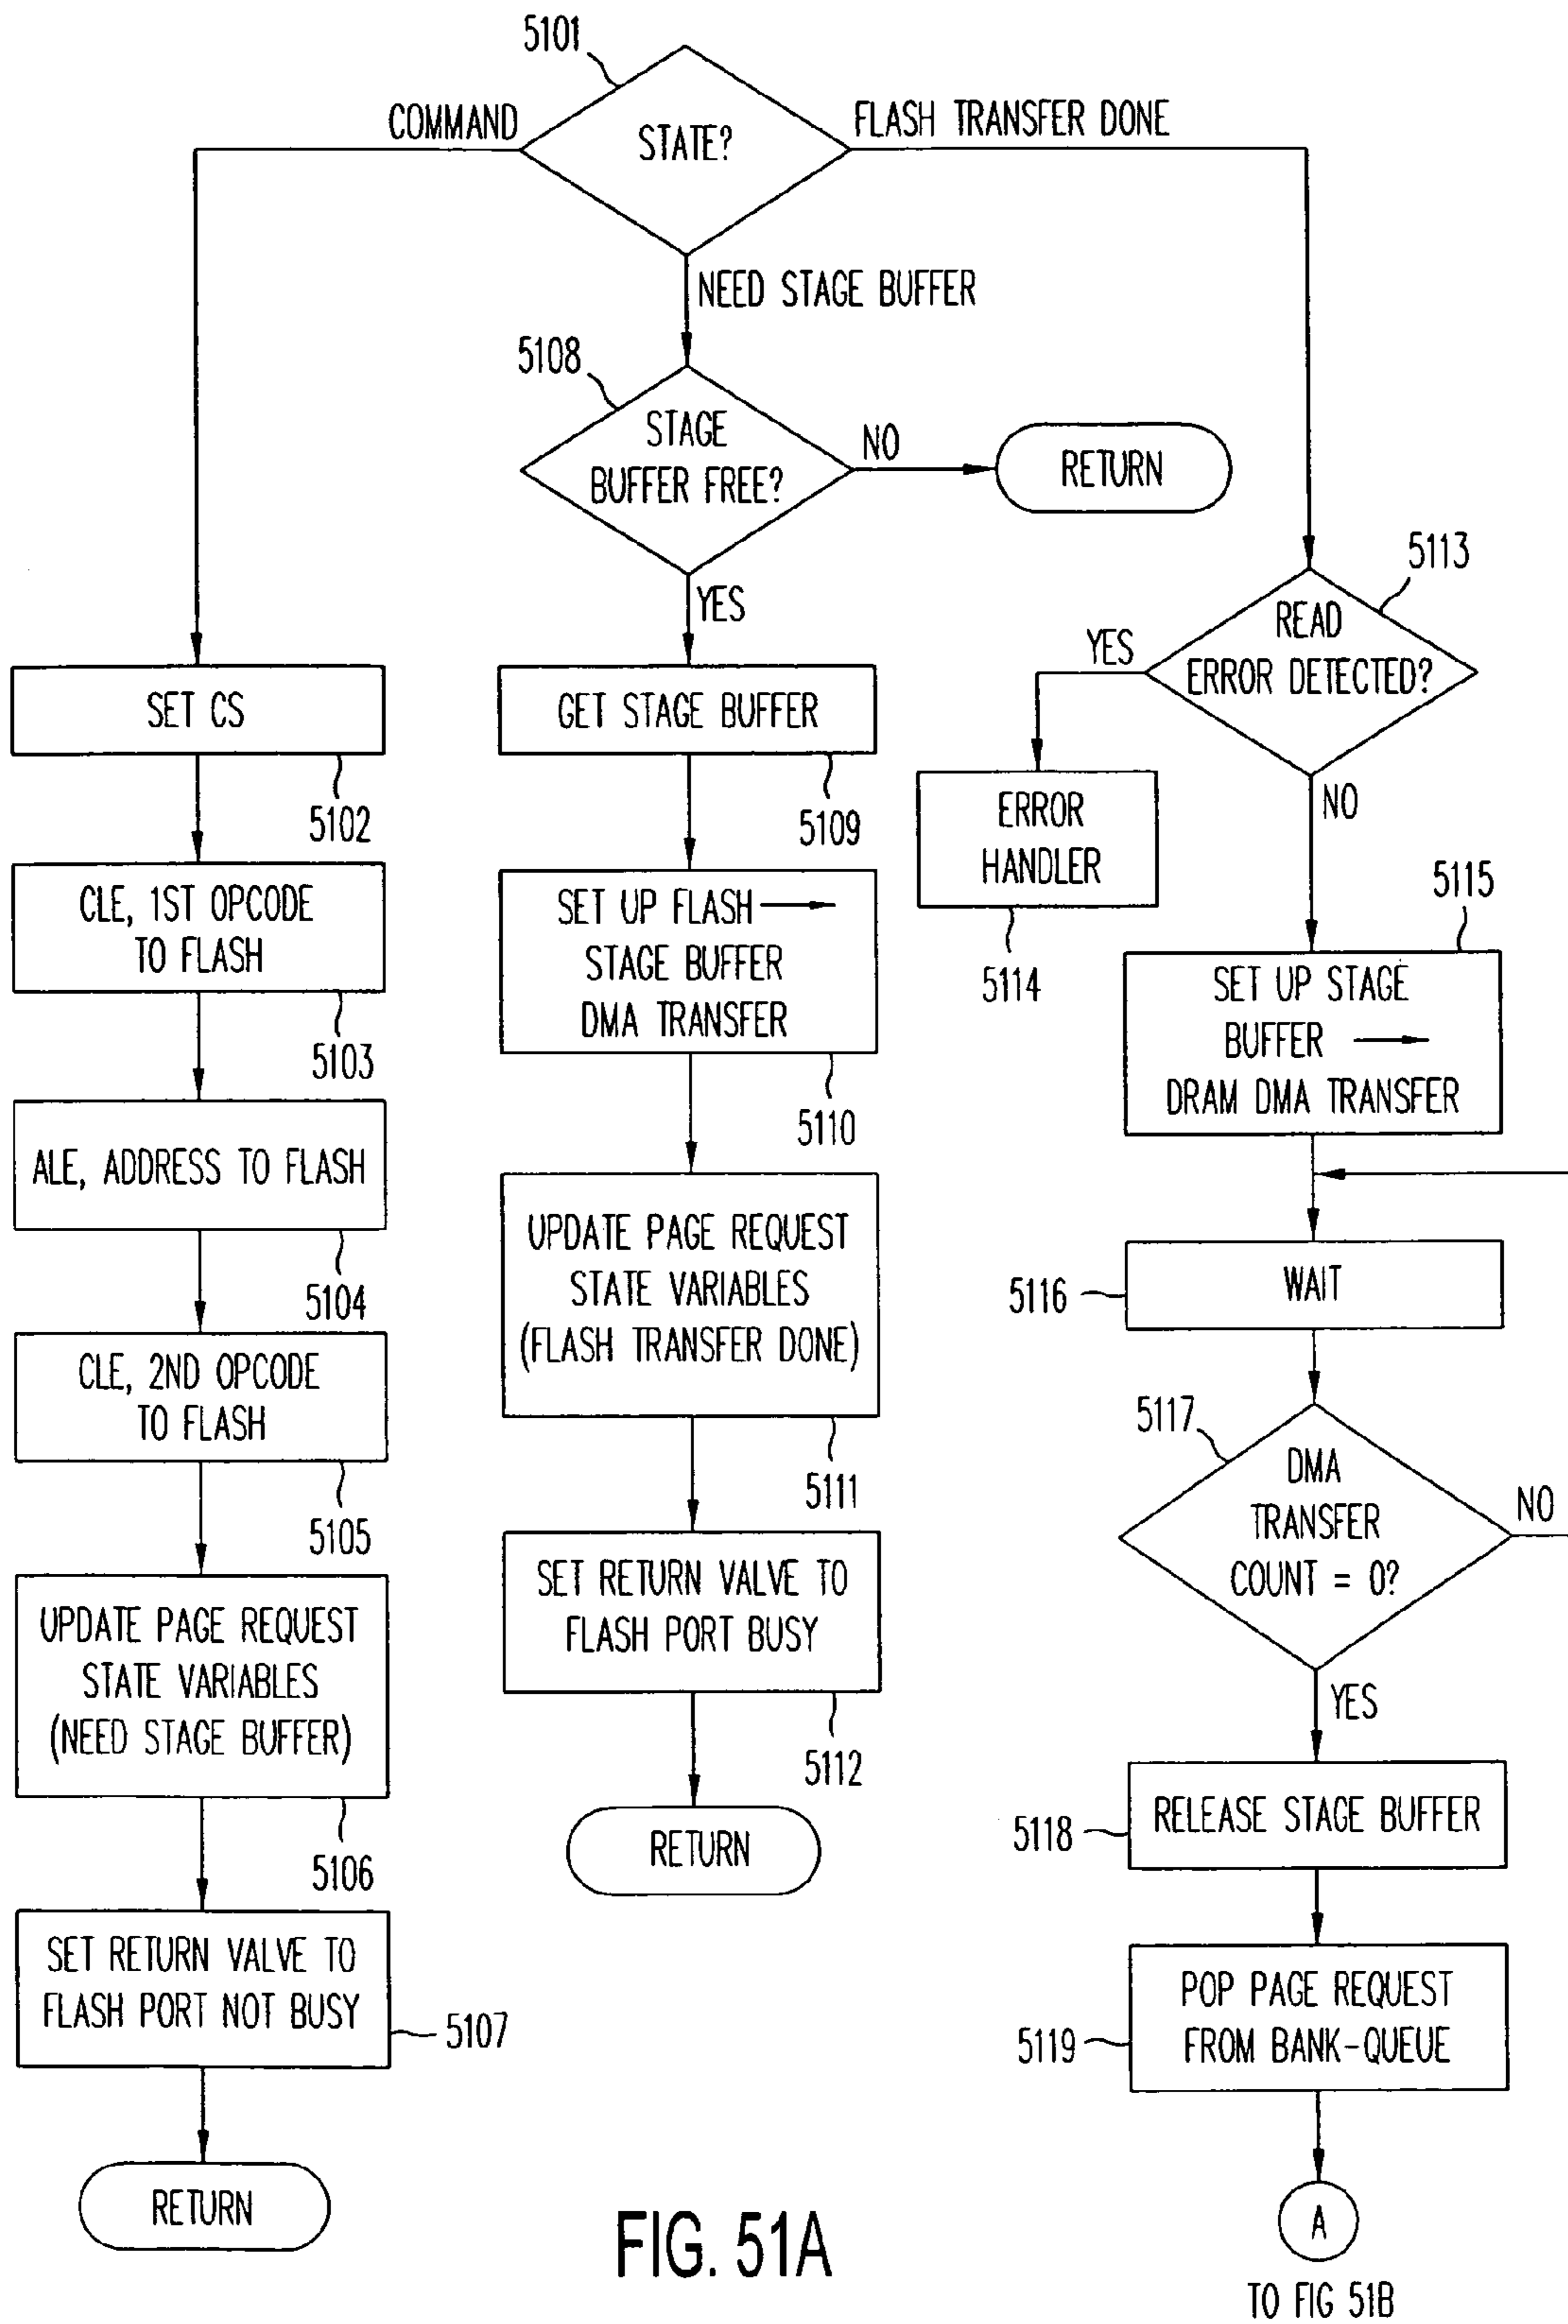 5101
COMMAND
STATE?
FLASH TRANSFER DONE
NEED STAGE BUFFER
5108
STAGE
BUFFER FREE?
NO
RETURN
YES
5113
READ
ERROR DETECTED?
YES
NO
SET CS
5102
GET STAGE BUFFER
5109
ERROR
HANDLER
5114
CLE, 1ST OPCODE
TO FLASH
5103
SET UP FLASH →
STAGE BUFFER
DMA TRANSFER
5110
5115
SET UP STAGE
BUFFER →
DRAM DMA TRANSFER
ALE, ADDRESS TO FLASH
5104
UPDATE PAGE REQUEST
STATE VARIABLES
(FLASH TRANSFER DONE)
5111
5116
WAIT
CLE, 2ND OPCODE
TO FLASH
5105
5117
DMA
TRANSFER
COUNT = 0?
NO
YES
UPDATE PAGE REQUEST
STATE VARIABLES
(NEED STAGE BUFFER)
5106
SET RETURN VALVE TO
FLASH PORT BUSY
5112
RETURN
5118
RELEASE STAGE BUFFER
SET RETURN VALVE TO
FLASH PORT NOT BUSY
5107
5119
POP PAGE REQUEST
FROM BANK-QUEUE
RETURN
A
TO FIG 51B
FIG. 51A